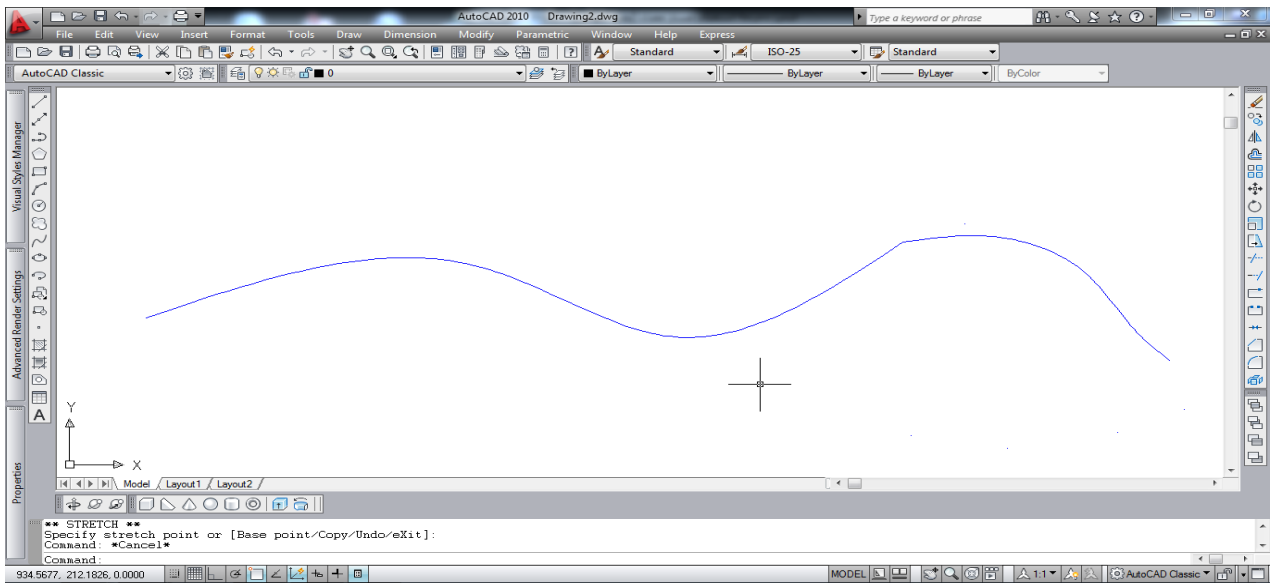 AutoCAD 2010 Drawing2.dwg Type a keyword or phrase
File Edit View Insert Format Tools Draw Dimension Modify Parametric Window Help Express
Standard ISO-25 Standard
AutoCAD Classic 0 ByLayer ByLayer ByLayer ByColor
Visual Styles Manager
Advanced Render Settings
Properties
A
Y
X
Model Layout1 Layout2
** STRETCH **
Specify stretch point or [Base point/Copy/Undo/eXit]:
Command: *Cancel*
Command:
934.5677, 212.1826, 0.0000 MODEL 1:1 AutoCAD Classic